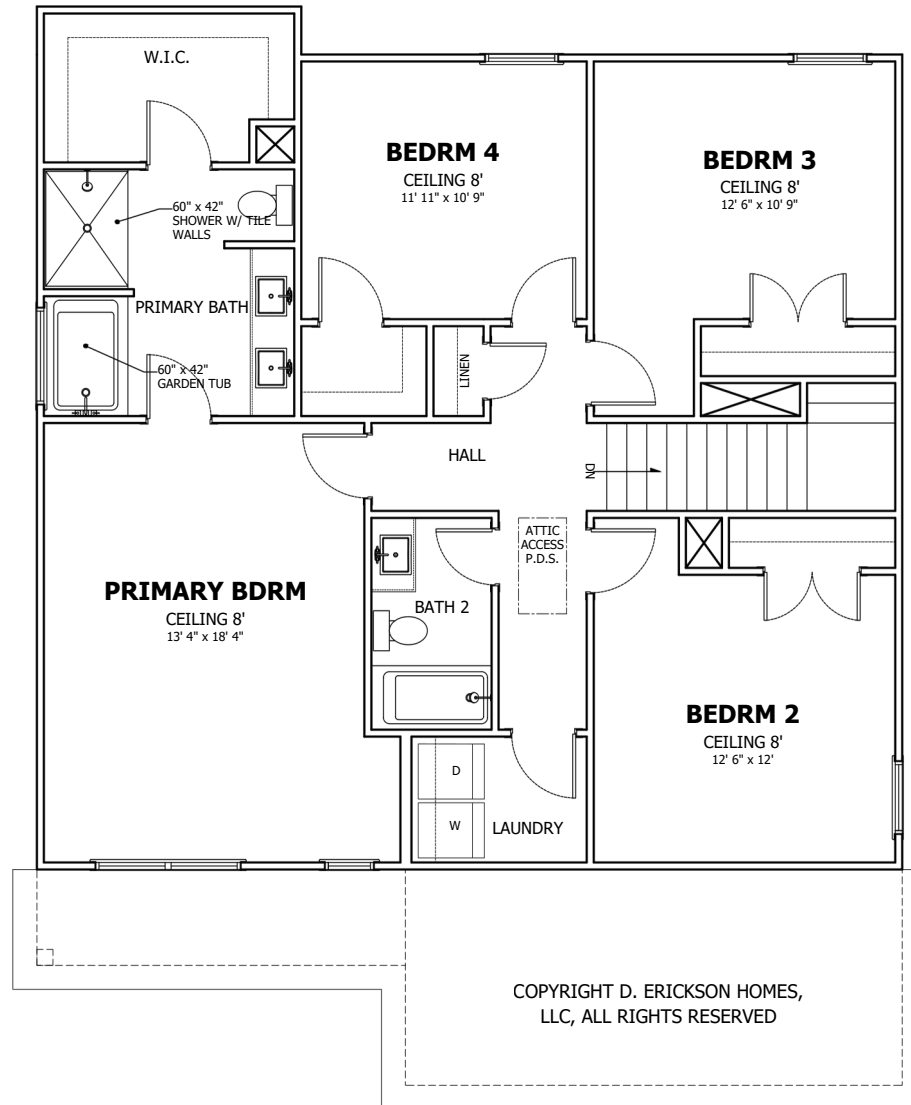 W.I.C.
BEDRM 4
CEILING 8'
11' 11" x 10' 9"
BEDRM 3
CEILING 8'
12' 6" x 10' 9"
60" x 42"
SHOWER W/ TILE
WALLS
PRIMARY BATH
60" x 42"
GARDEN TUB
LINEN
HALL
DN
ATTIC
ACCESS
P.D.S.
PRIMARY BDRM
CEILING 8'
13' 4" x 18' 4"
BATH 2
BEDRM 2
CEILING 8'
12' 6" x 12'
D
W
LAUNDRY
COPYRIGHT D. ERICKSON HOMES,
LLC, ALL RIGHTS RESERVED